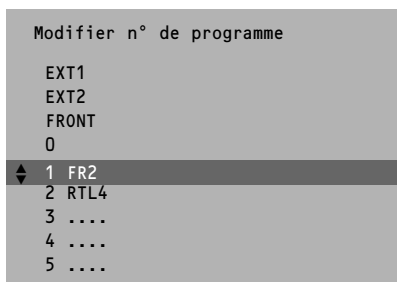 Modifier n° de programme
EXT1
EXT2
FRONT
0
1 FR2
2 RTL4
3 ....
4 ....
5 ....